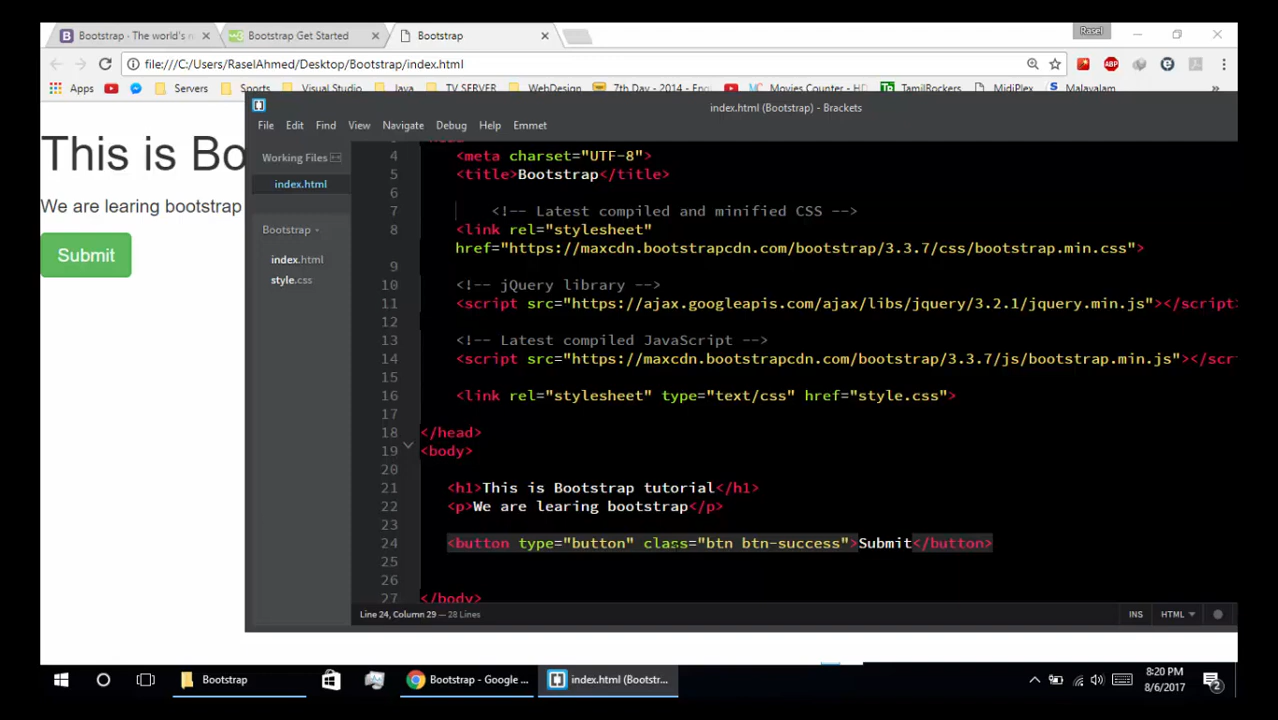 Bootstrap · The world's n
Bootstrap Get Started
Bootstrap
Rasel
file:///C:/Users/RaselAhmed/Desktop/Bootstrap/index.html
ABP
Apps
Servers
Sports
Visual Studio
Java
TV SERVER
WebDesign
7th Day - 2014 - Eng
Movies Counter - HD
TamilRockers
MidiPlex
Malayalam
»
index.html (Bootstrap) - Brackets
File Edit Find View Navigate Debug Help Emmet
This is Bo
We are learing bootstrap
Submit
Working Files
index.html
Bootstrap
index.html
style.css
4 <meta charset="UTF-8">
5 <title>Bootstrap</title>
6
7 <!-- Latest compiled and minified CSS -->
8 <link rel="stylesheet"
href="https://maxcdn.bootstrapcdn.com/bootstrap/3.3.7/css/bootstrap.min.css">
9
10 <!-- jQuery library -->
11 <script src="https://ajax.googleapis.com/ajax/libs/jquery/3.2.1/jquery.min.js"></script>
12
13 <!-- Latest compiled JavaScript -->
14 <script src="https://maxcdn.bootstrapcdn.com/bootstrap/3.3.7/js/bootstrap.min.js"></scr
15
16 <link rel="stylesheet" type="text/css" href="style.css">
17
18 </head>
19 <body>
20
21 <h1>This is Bootstrap tutorial</h1>
22 <p>We are learing bootstrap</p>
23
24 <button type="button" class="btn btn-success">Submit</button>
25
26
27 </body>
Line 24, Column 29 — 28 Lines
INS HTML
Bootstrap
Bootstrap - Google ...
index.html (Bootstr...
8:20 PM
8/6/2017
2